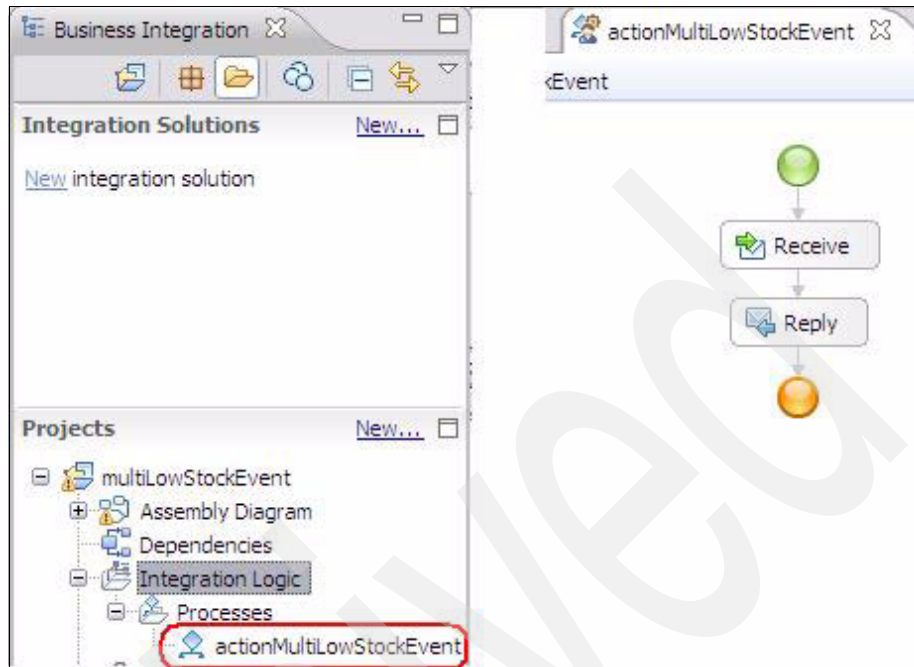 Business Integration
Integration Solutions New...
New integration solution
Projects New...
multiLowStockEvent
Assembly Diagram
Dependencies
Integration Logic
Processes
actionMultiLowStockEvent
actionMultiLowStockEvent
Event
Receive
Reply